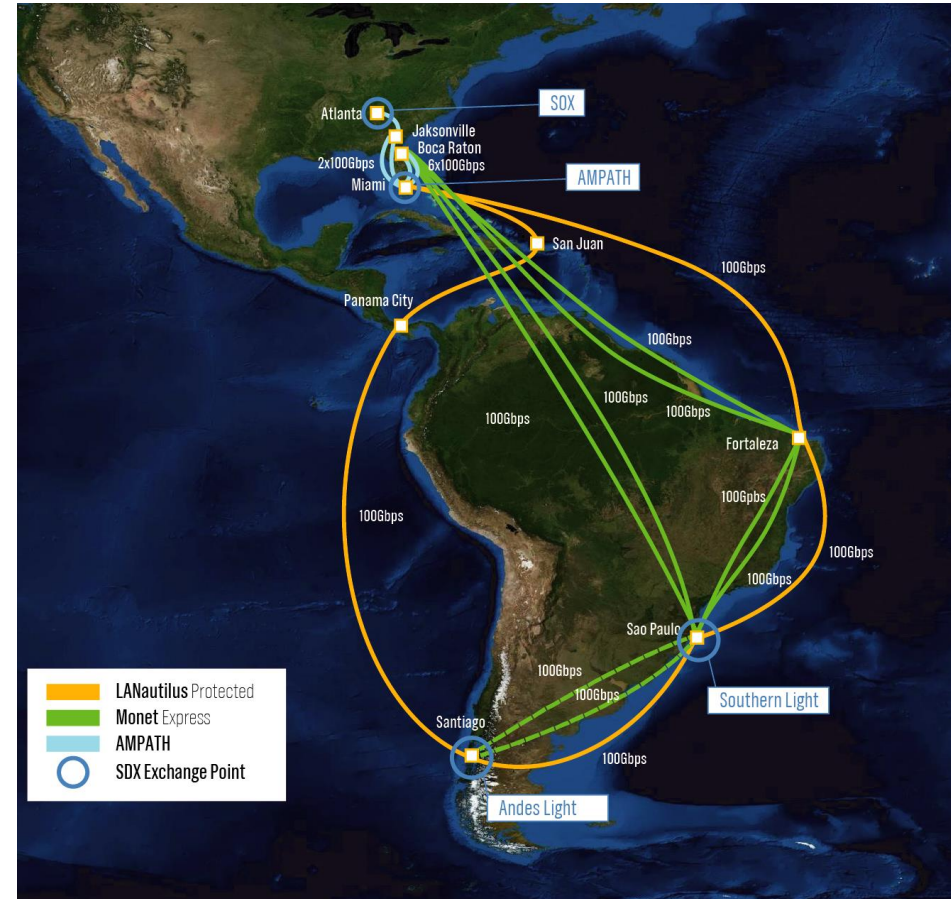 Atlanta
SOX
Jaksonville
Boca Raton
2x100Gbps
6x100Gbps
Miami
AMPATH
San Juan
100Gbps
Panama City
100Gbps
100Gbps
100Gbps
100Gbps
Fortaleza
100Gpbs
100Gbps
100Gbps
100Gbps
Sao Paulo
100Gbps
100Gbps
Southern Light
Santiago
100Gbps
Andes Light
LANautilus Protected
Monet Express
AMPATH
SDX Exchange Point